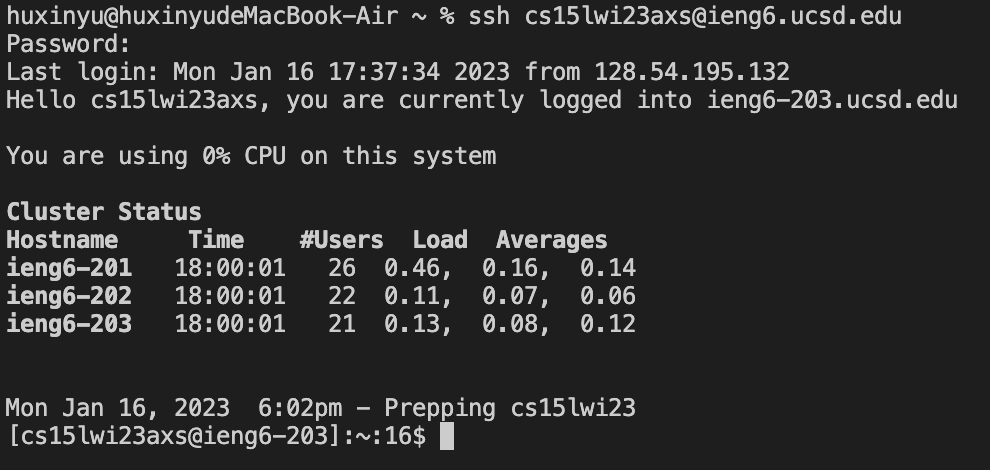 huxinyu@huxinyudeMacBook-Air ~ % ssh cs15lwi23axs@ieng6.ucsd.edu
Password:
Last login: Mon Jan 16 17:37:34 2023 from 128.54.195.132
Hello cs15lwi23axs, you are currently logged into ieng6-203.ucsd.edu
You are using 0% CPU on this system
Cluster Status
Hostname     Time    #Users  Load  Averages
ieng6-201   18:00:01   26  0.46,  0.16,  0.14
ieng6-202   18:00:01   22  0.11,  0.07,  0.06
ieng6-203   18:00:01   21  0.13,  0.08,  0.12
Mon Jan 16, 2023  6:02pm - Prepping cs15lwi23
[cs15lwi23axs@ieng6-203]:~:16$